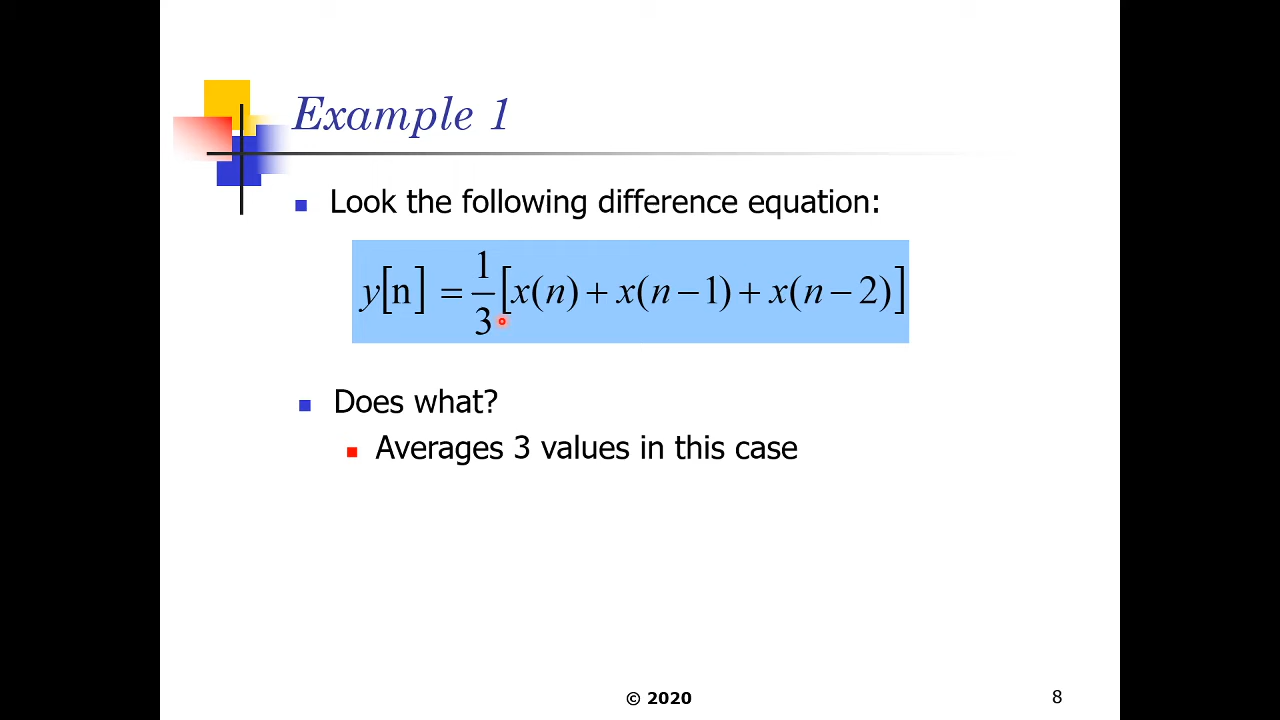 Example 1
Look the following difference equation:
y[n] = 1/3 [x(n) + x(n − 1) + x(n − 2)]
Does what?
Averages 3 values in this case
© 2020
8